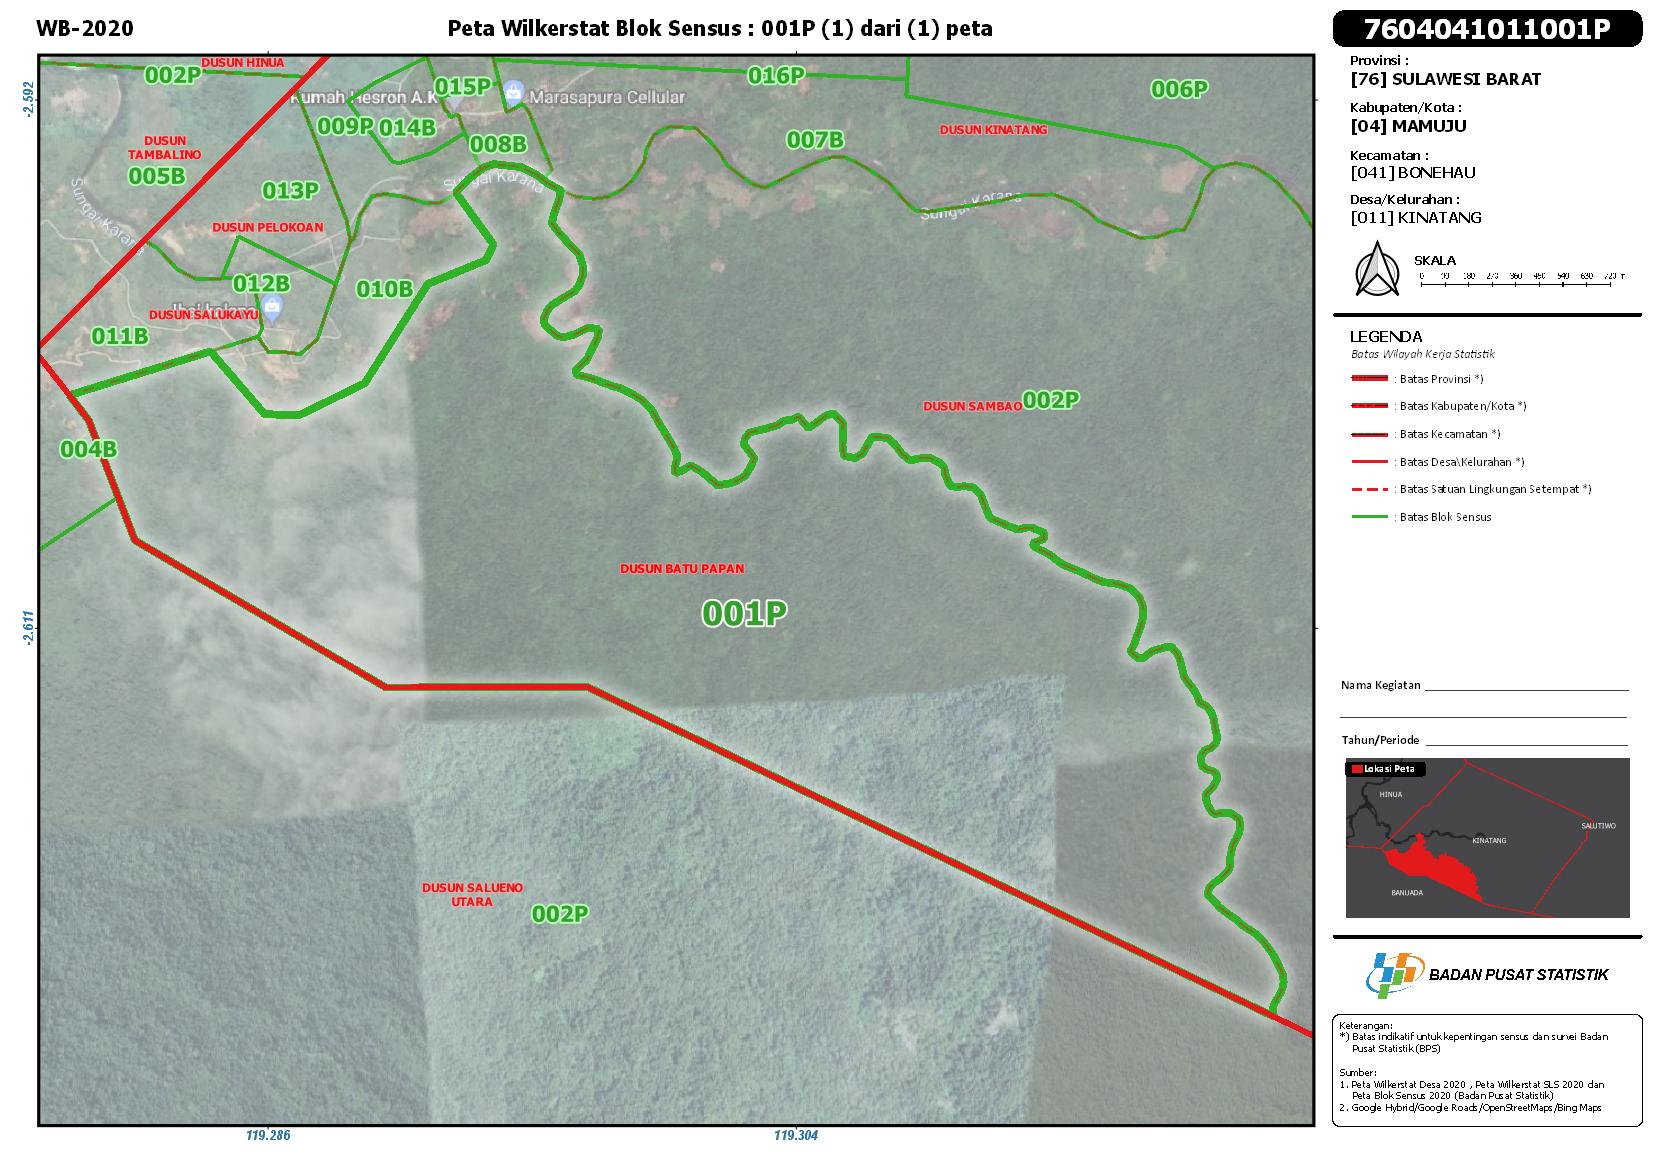 WB-2020
Peta Wilkerstat Blok Sensus : 001P (1) dari (1) peta
7604041011001P
Provinsi :
[76] SULAWESI BARAT
Kabupaten/Kota :
[04] MAMUJU
Kecamatan :
[041] BONEHAU
Desa/Kelurahan :
[011] KINATANG
SKALA
0 90 180 270 360 450 540 630 720 m
LEGENDA
Batas Wilayah Kerja Statistik
: Batas Provinsi *)
: Batas Kabupaten/Kota *)
: Batas Kecamatan *)
: Batas Desa\Kelurahan *)
: Batas Satuan Lingkungan Setempat *)
: Batas Blok Sensus
Nama Kegiatan
Tahun/Periode
Lokasi Peta
HINUA
SALUTIWO
KINATANG
BANUADA
BADAN PUSAT STATISTIK
Keterangan:
*) Batas indikatif untuk kepentingan sensus dan survei Badan
Pusat Statistik (BPS)
Sumber:
1. Peta Wilkerstat Desa 2020 , Peta Wilkerstat SLS 2020 dan
Peta Blok Sensus 2020 (Badan Pusat Statistik)
2. Google Hybrid/Google Roads/OpenStreetMaps/Bing Maps
DUSUN HINUA
002P
015P
016P
006P
Rumah Hesron A.K
Marasapura Cellular
009P
014B
008B
007B
DUSUN KINATANG
DUSUN
TAMBALINO
005B
013P
Sungai Karana
Sungai Karana
Sungai Karana
DUSUN PELOKOAN
012B
010B
DUSUN SALUKAYU
011B
004B
DUSUN SAMBAO
002P
DUSUN BATU PAPAN
001P
DUSUN SALUENO
UTARA
002P
-2.592
-2.611
119.286
119.304